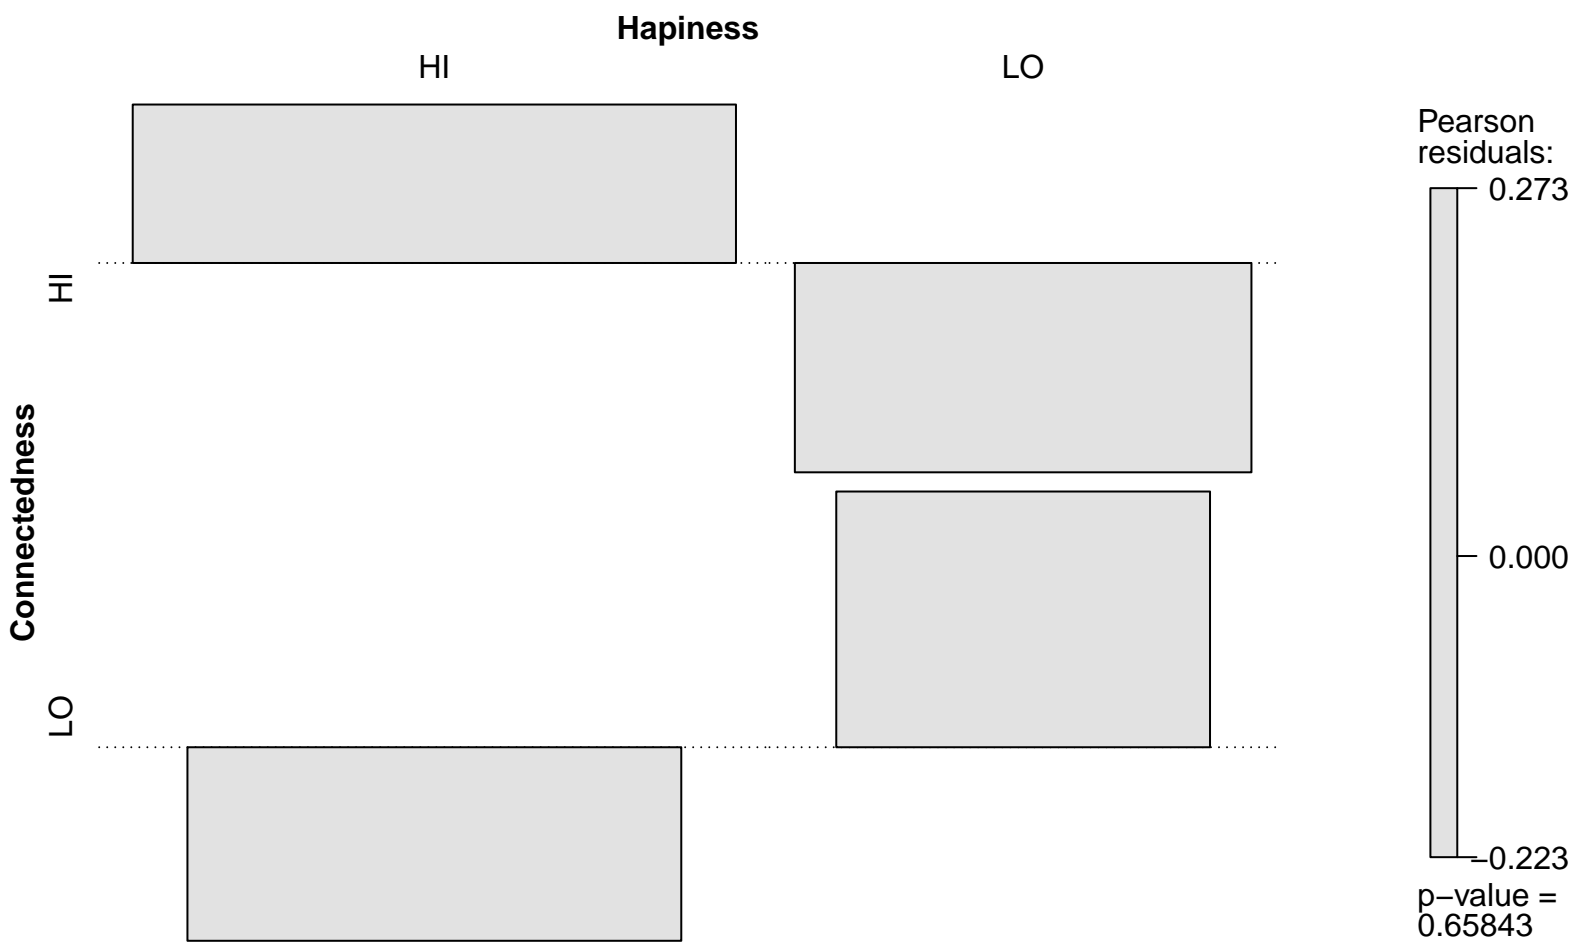 Hapiness
HI
LO
Connectedness
HI
LO
Pearson
residuals:
0.273
0.000
−0.223
p−value =
0.65843